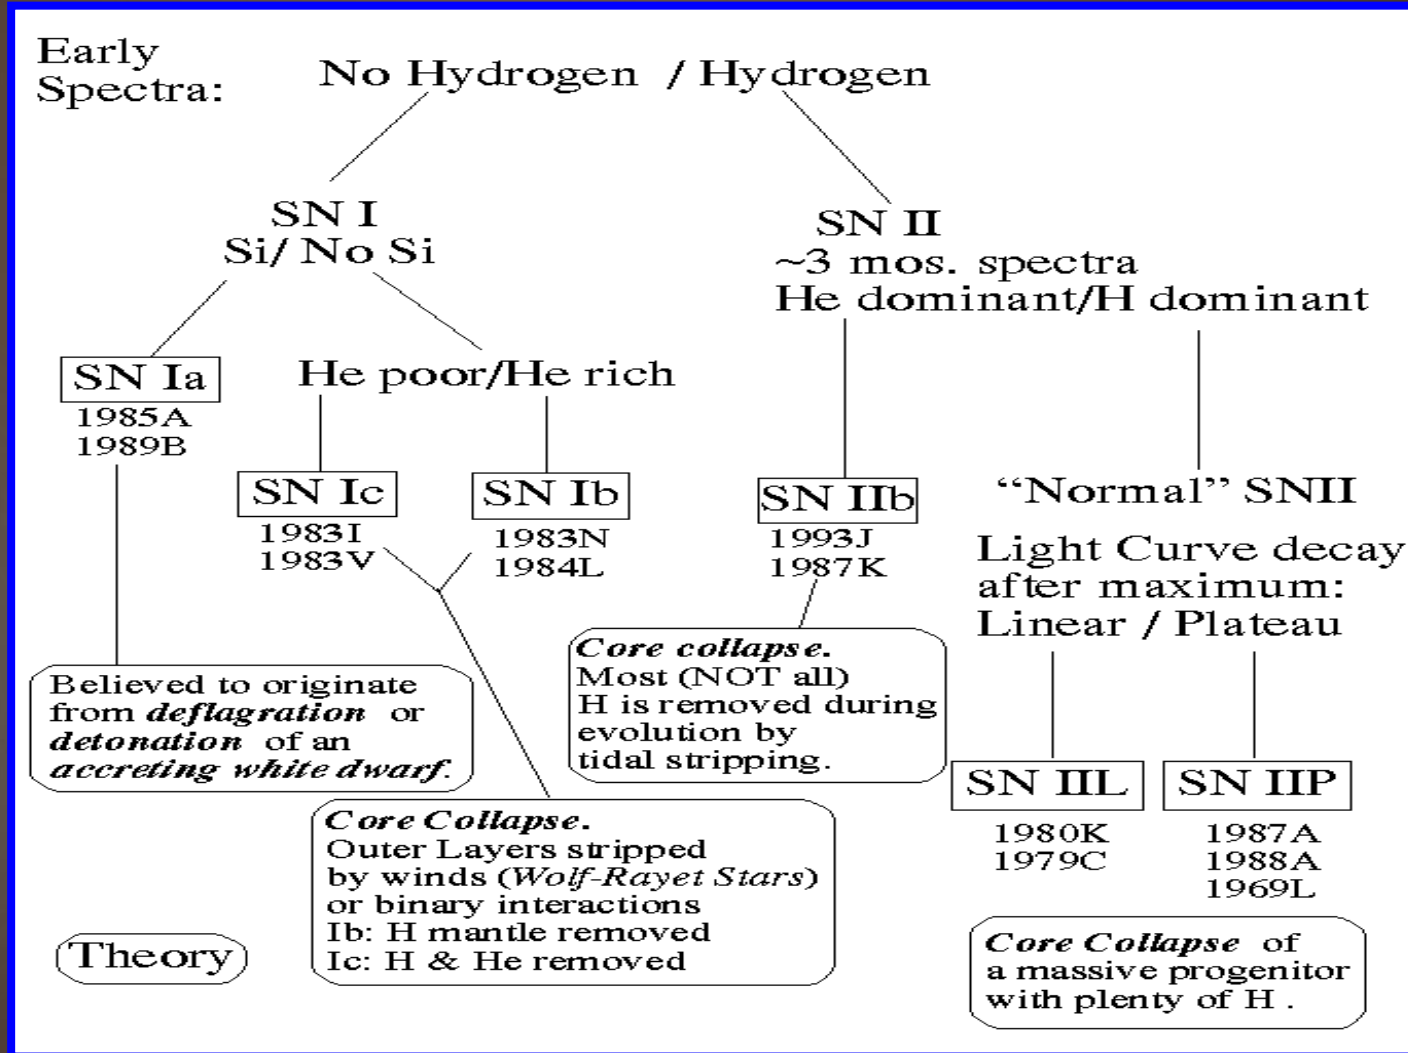 Early
Spectra:
No Hydrogen / Hydrogen
SN I
Si/ No Si
SN II
~3 mos. spectra
He dominant/H dominant
SN Ia
1985A
1989B
He poor/He rich
SN Ic
1983I
1983V
SN Ib
1983N
1984L
SN IIb
1993J
1987K
“Normal” SNII
Light Curve decay
after maximum:
Linear / Plateau
Believed to originate
from deflagration or
detonation of an
accreting white dwarf.
Core collapse.
Most (NOT all)
H is removed during
evolution by
tidal stripping.
Core Collapse.
Outer Layers stripped
by winds (Wolf-Rayet Stars)
or binary interactions
Ib: H mantle removed
Ic: H & He removed
SN IIL
1980K
1979C
SN IIP
1987A
1988A
1969L
Core Collapse of
a massive progenitor
with plenty of H .
Theory